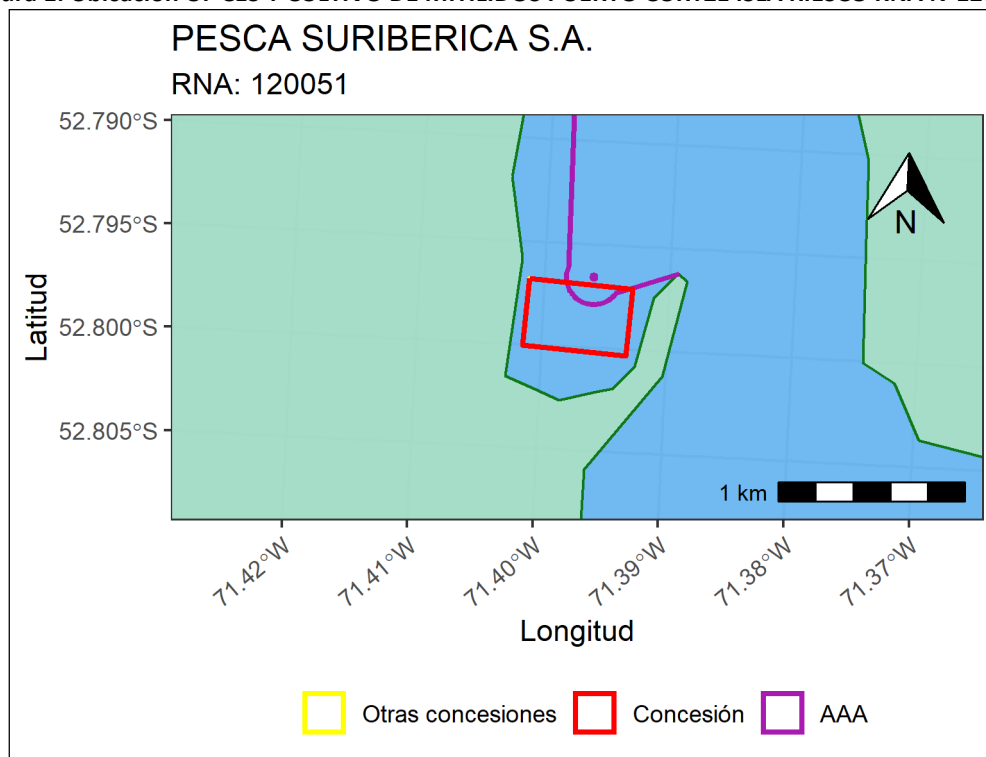 PESCA SURIBERICA S.A.
RNA: 120051
52.790°S
52.795°S
52.800°S
52.805°S
Latitud
N
1 km
71.42°W
71.41°W
71.40°W
71.39°W
71.38°W
71.37°W
Longitud
Otras concesiones
Concesión
AAA